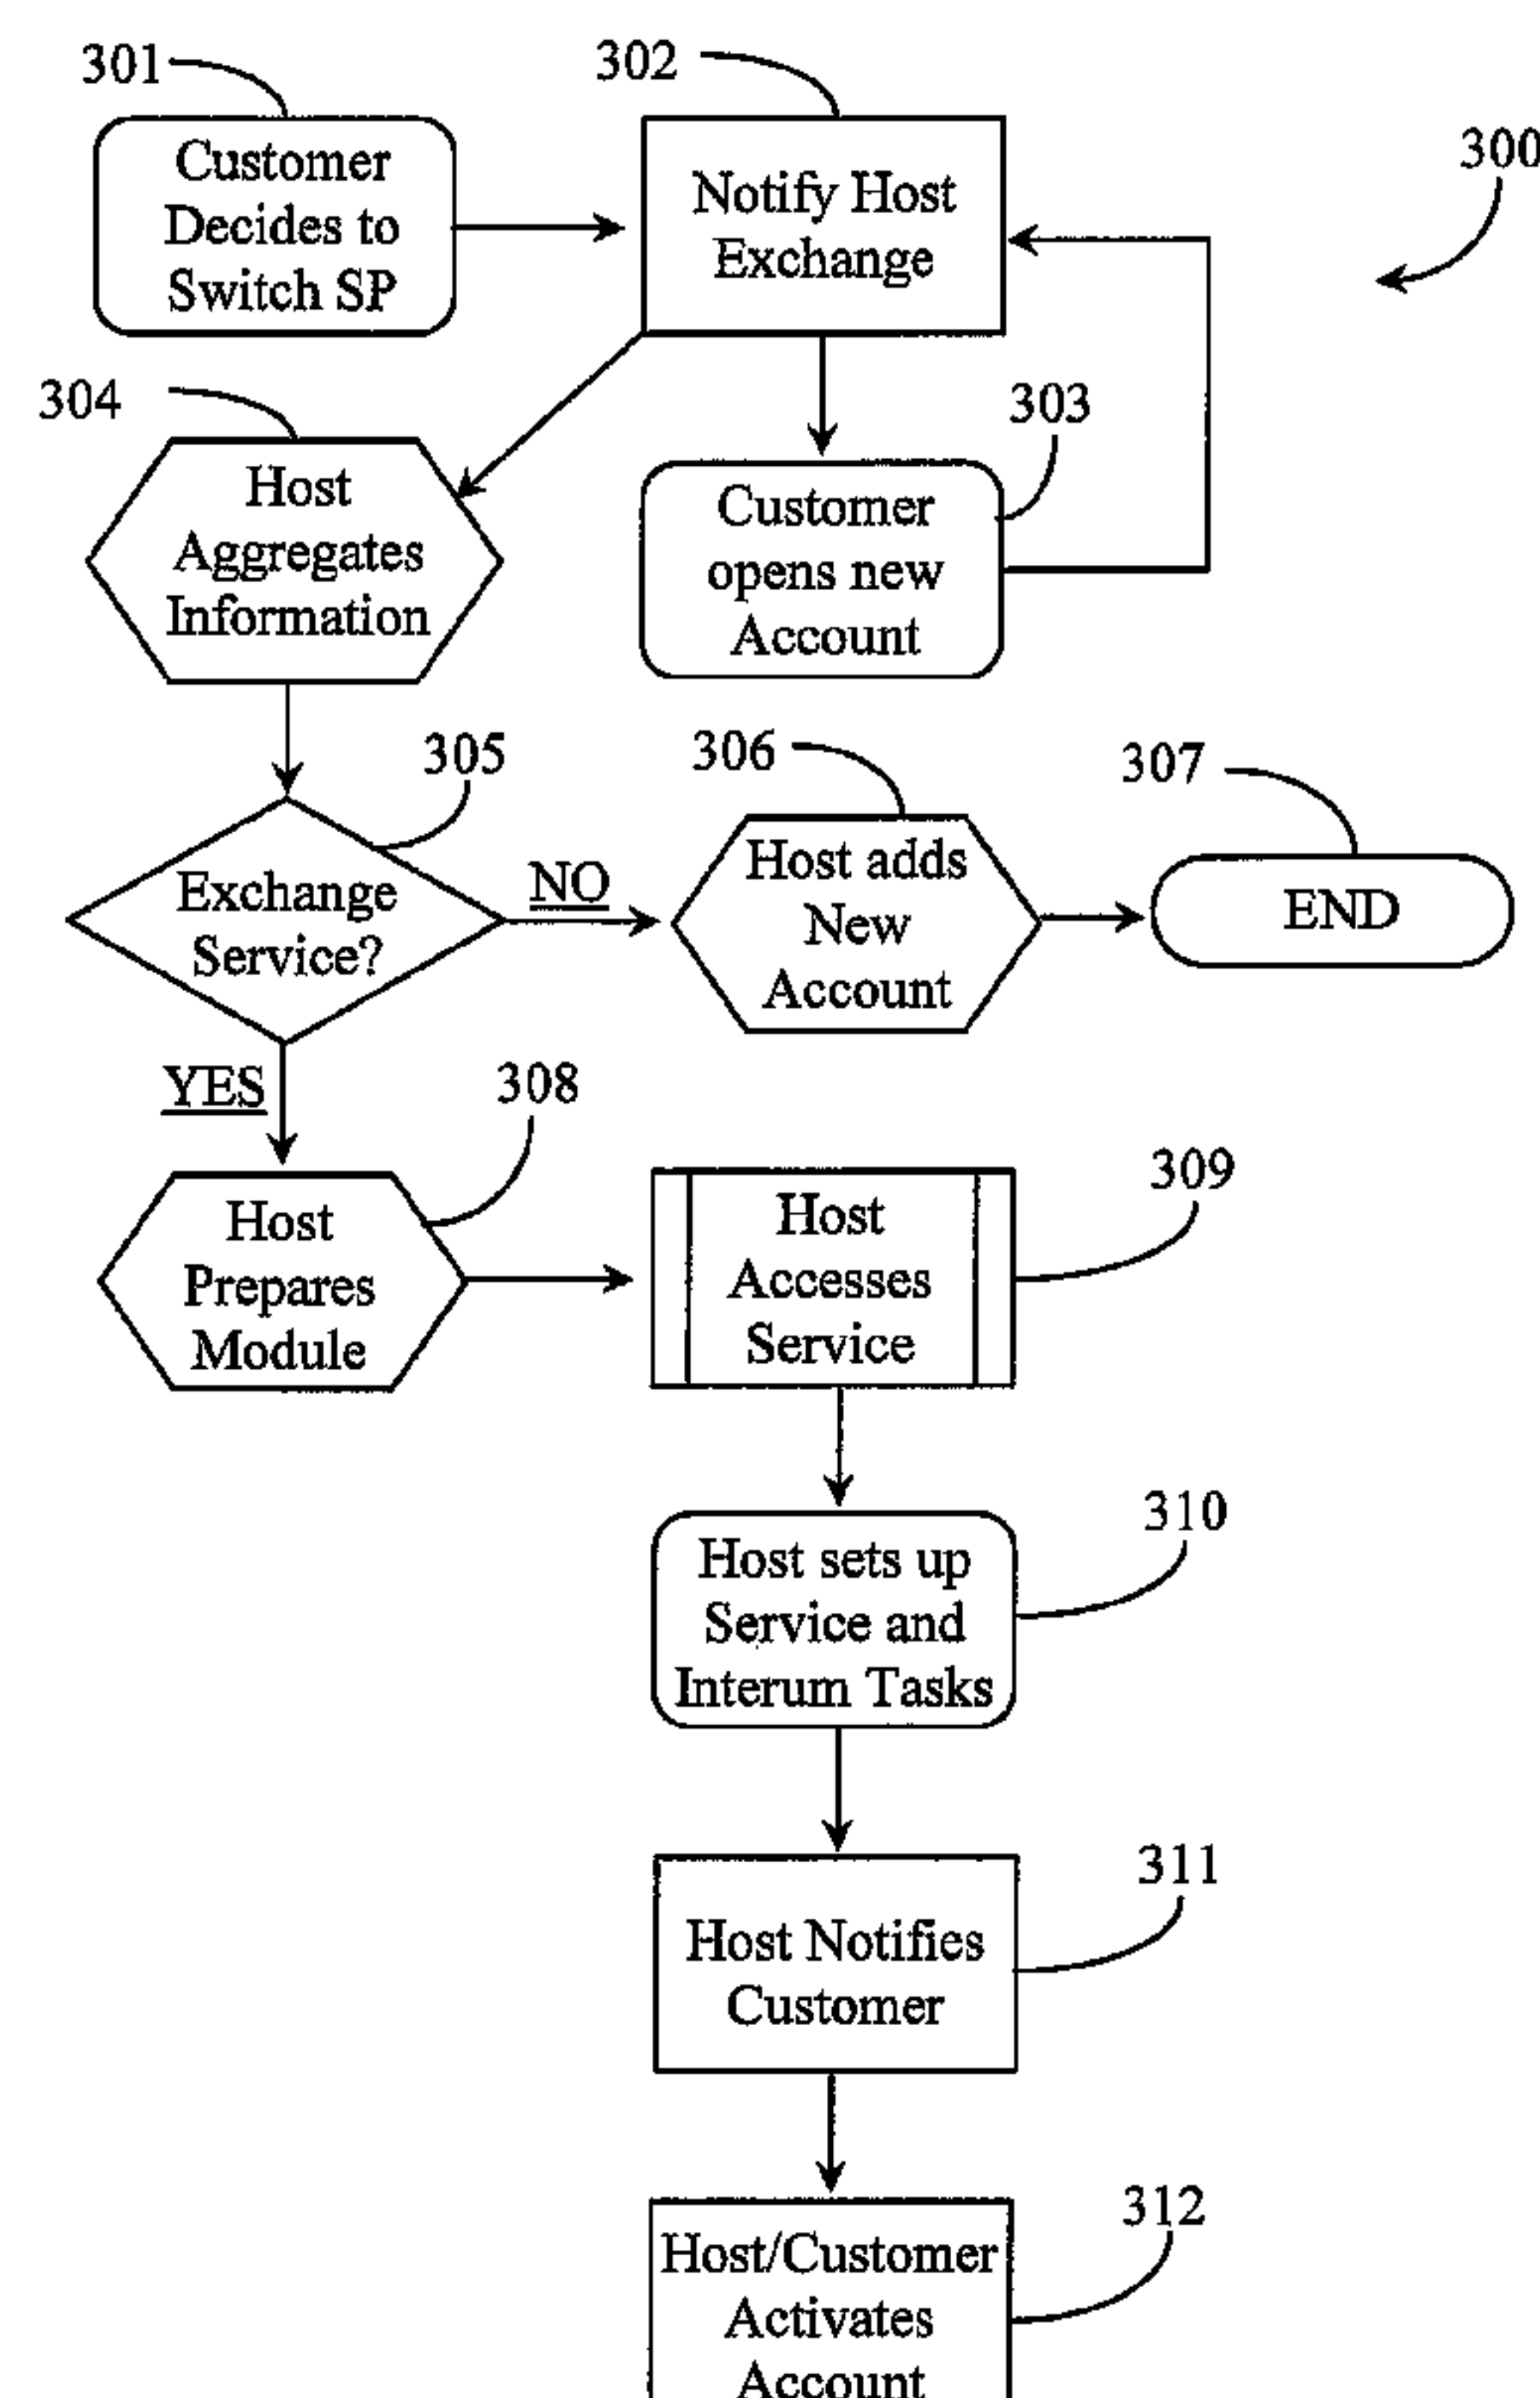 301
302
300
Customer
Decides to
Switch SP
Notify Host
Exchange
304
303
Host
Aggregates
Information
Customer
opens new
Account
305
306
307
Exchange
Service?
NO
Host adds
New
Account
END
YES
308
309
Host
Prepares
Module
Host
Accesses
Service
310
Host sets up
Service and
Interum Tasks
311
Host Notifies
Customer
312
Host/Customer
Activates
Account